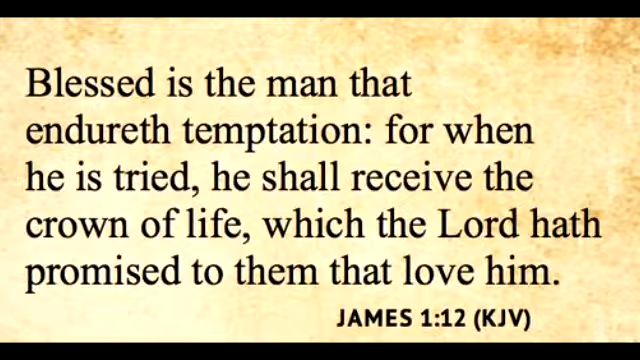 Blessed is the man that
endureth temptation: for when
he is tried, he shall receive the
crown of life, which the Lord hath
promised to them that love him.
JAMES 1:12 (KJV)